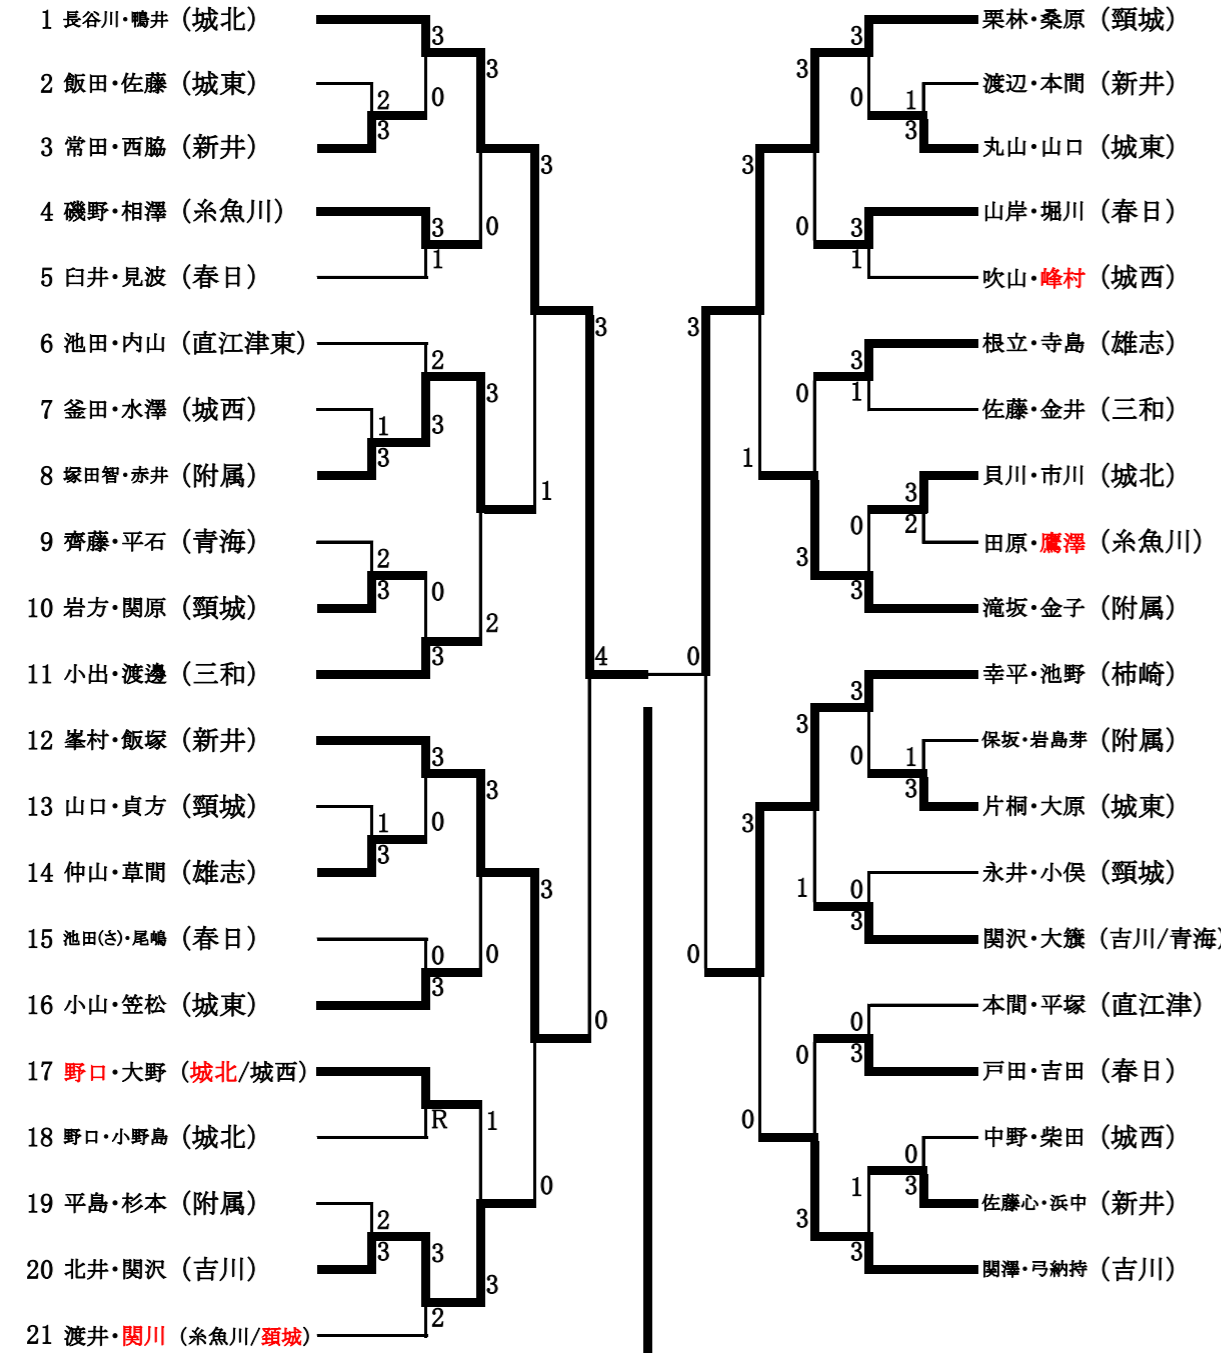 1 長谷川・鴨井 (城北)
2 飯田・佐藤 (城東)
3 常田・西脇 (新井)
4 磯野・相澤 (糸魚川)
5 臼井・見波 (春日)
6 池田・内山 (直江津東)
7 釜田・水澤 (城西)
8 塚田智・赤井 (附属)
9 齊藤・平石 (青海)
10 岩方・関原 (頸城)
11 小出・渡邊 (三和)
12 峯村・飯塚 (新井)
13 山口・貞方 (頸城)
14 仲山・草間 (雄志)
15 池田(さ)・尾嶋 (春日)
16 小山・笠松 (城東)
17 野口・大野 (城北/城西)
18 野口・小野島 (城北)
19 平島・杉本 (附属)
20 北井・関沢 (吉川)
21 渡井・関川 (糸魚川/頚城)
3
2
3
0
3
3
1
0
3
2
1
3
3
3
2
3
0
3
2
1
3
3
1
3
0
3
0
3
0
3
R
1
2
3
3
2
3
0
0
4
栗林・桑原 (頸城)
渡辺・本間 (新井)
丸山・山口 (城東)
山岸・堀川 (春日)
吹山・峰村 (城西)
根立・寺島 (雄志)
佐藤・金井 (三和)
貝川・市川 (城北)
田原・鷹澤 (糸魚川)
滝坂・金子 (附属)
幸平・池野 (柿崎)
保坂・岩島芽 (附属)
片桐・大原 (城東)
永井・小俣 (頸城)
関沢・大籏 (吉川/青海)
本間・平塚 (直江津)
戸田・吉田 (春日)
中野・柴田 (城西)
佐藤心・浜中 (新井)
関澤・弓納持 (吉川)
3
3
0
1
3
3
0
3
1
3
0
3
1
1
3
2
0
3
3
0
3
3
0
1
3
3
1
0
3
0
0
0
3
0
0
3
1
3
3